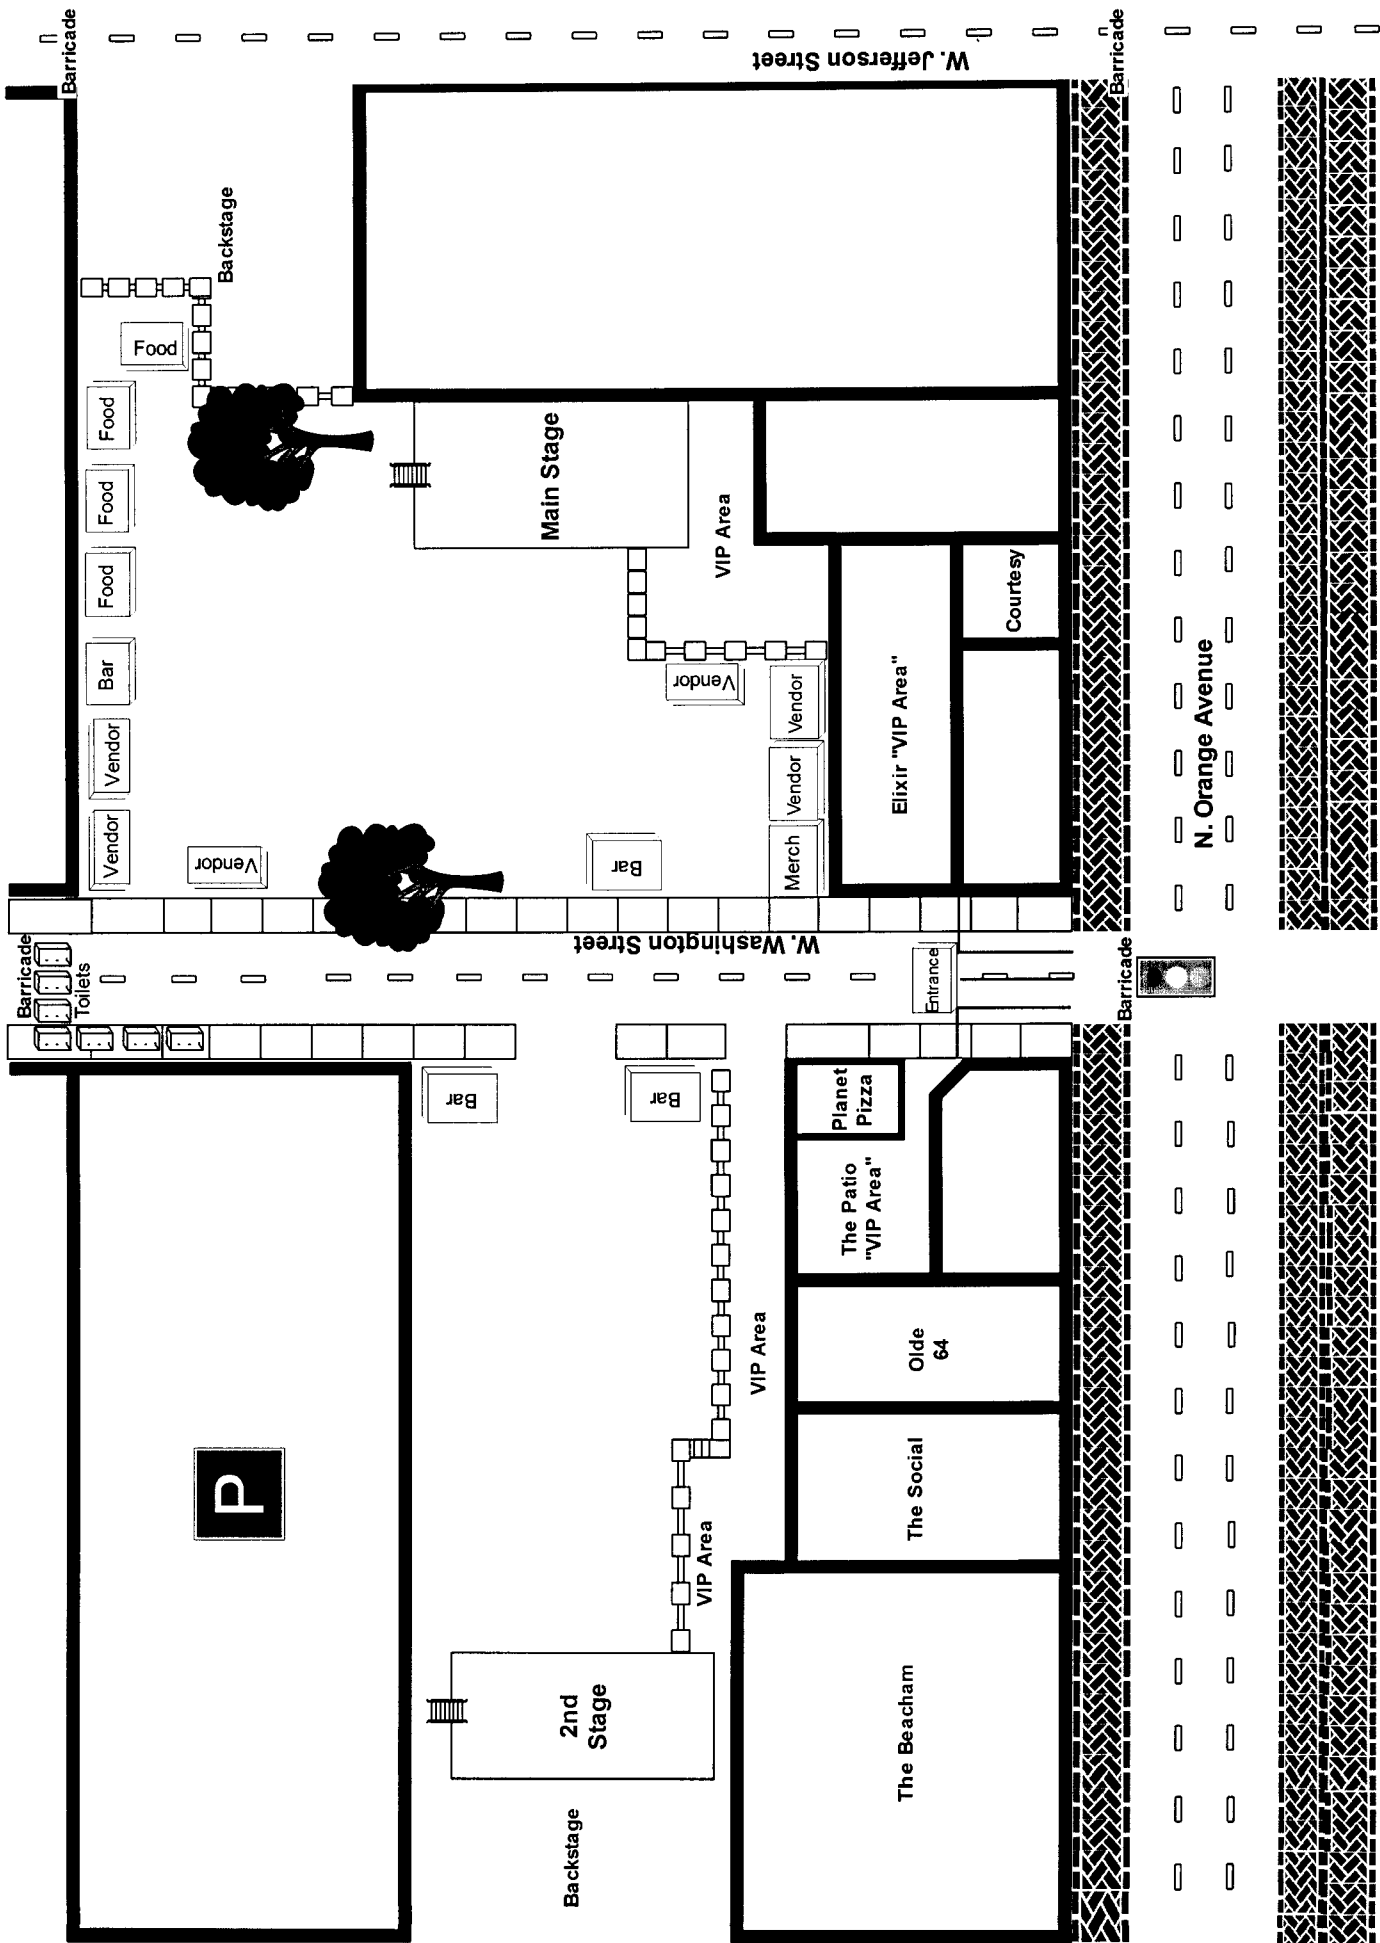 Barricade
W. Jefferson Street
Barricade
Backstage
Food
Food
Food
Food
Bar
Vendor
Vendor
Vendor
Main Stage
VIP Area
Vendor
Vendor
Vendor
Merch
Bar
Elixir "VIP Area"
Courtesy
N. Orange Avenue
Barricade
Toilets
W. Washington Street
Entrance
Barricade
Bar
Bar
Planet
Pizza
The Patio
"VIP Area"
VIP Area
Olde
64
P
The Social
VIP Area
2nd
Stage
The Beacham
Backstage